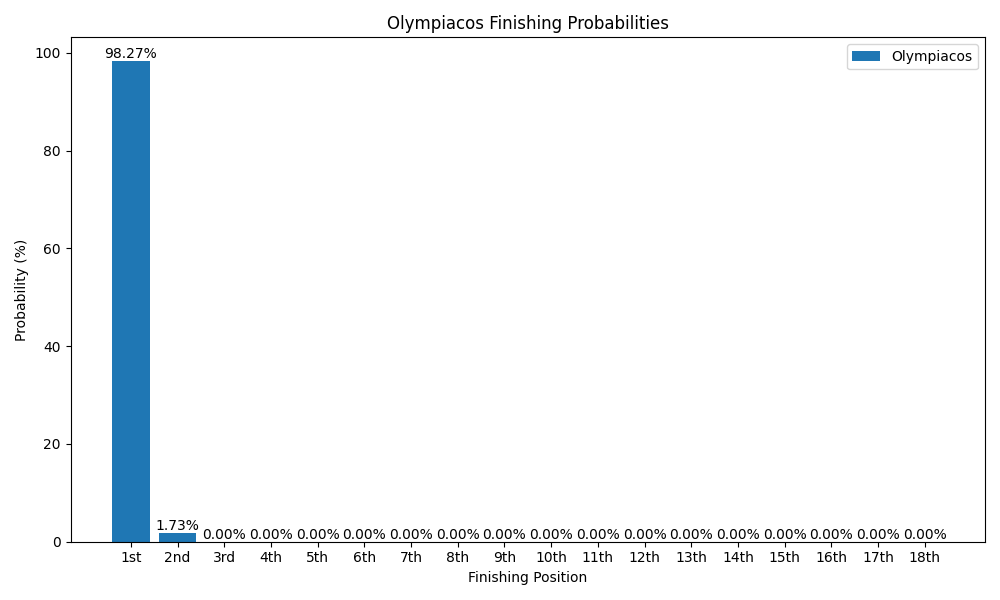 Olympiacos Finishing Probabilities
Olympiacos
Probability (%)
100
80
60
40
20
0
98.27%
1.73%
0.00% 0.00% 0.00% 0.00% 0.00% 0.00% 0.00% 0.00% 0.00% 0.00% 0.00% 0.00% 0.00% 0.00% 0.00% 0.00%
1st 2nd 3rd 4th 5th 6th 7th 8th 9th 10th 11th 12th 13th 14th 15th 16th 17th 18th
Finishing Position